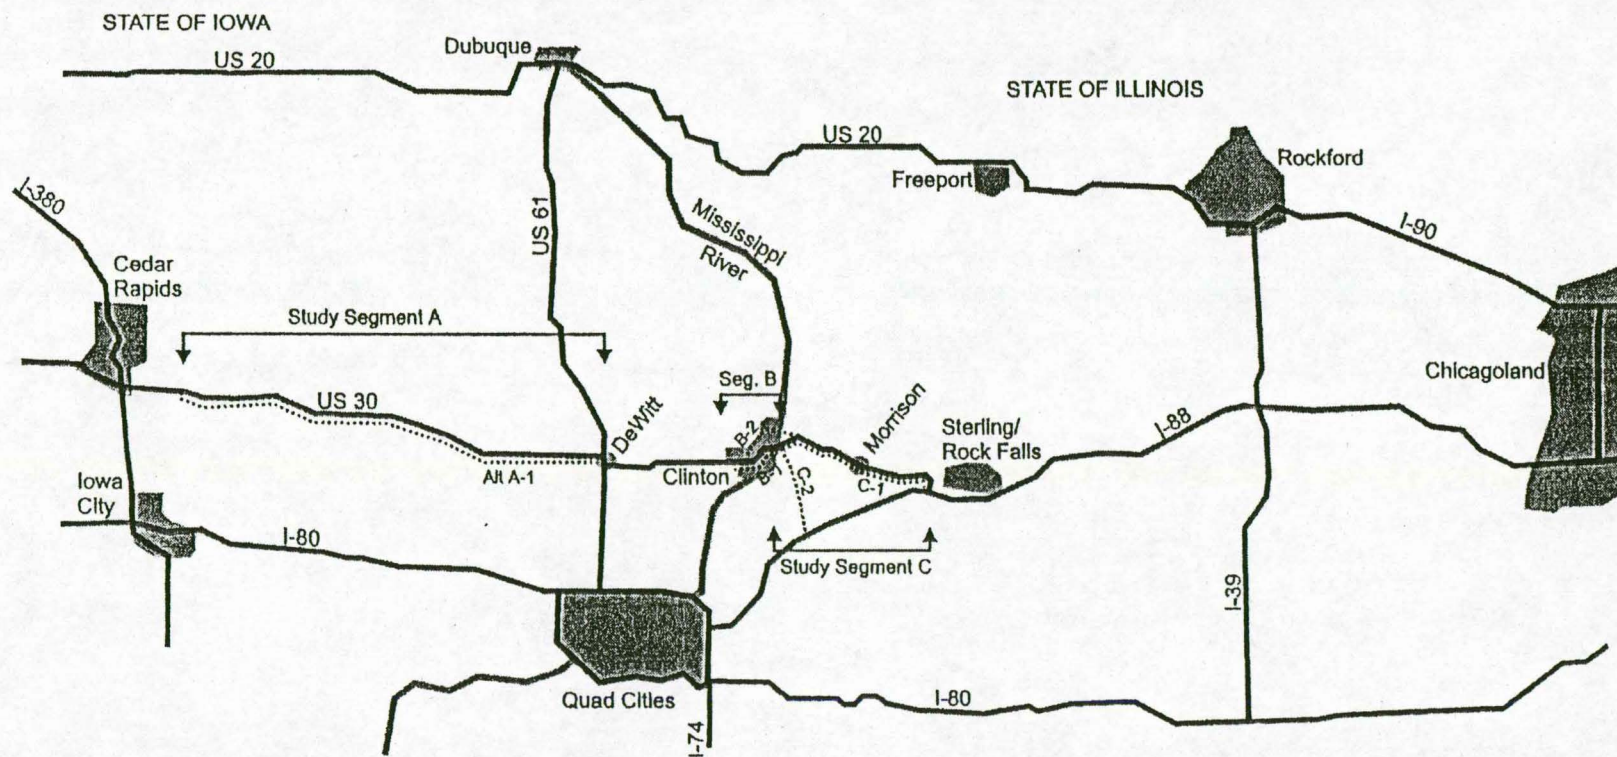 STATE OF IOWA
US 20
Dubuque
STATE OF ILLINOIS
US 20
Freeport
Rockford
I-90
I-380
US 61
Mississippi
River
Cedar
Rapids
Study Segment A
Seg. B
Chicagoland
US 30
DeWitt
B-2
Morrison
Sterling/
Rock Falls
I-88
Iowa
City
Alt A-1
Clinton
C-2
C-1
I-80
Study Segment C
I-39
Quad Cities
I-80
I-74